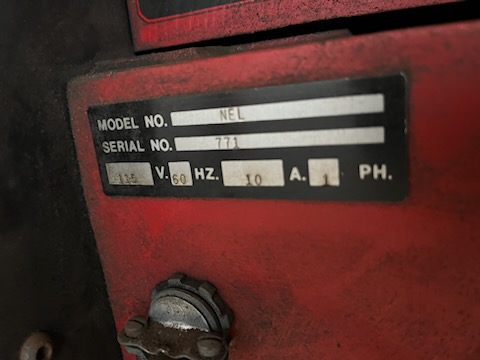 MODEL NO. NEL
SERIAL NO. 771
115 V. 60 HZ. 10 A. 1 PH.